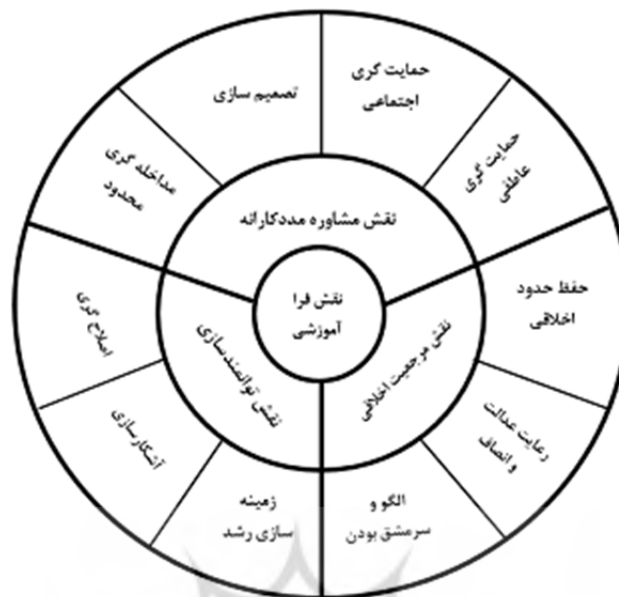 حمایت گری
اجتماعی
تصمیم سازی
مداخله گری
محدود
حمایت گری
عاطفی
نقش مشاوره مددکارانه
نقش فرا
آموزشی
حفظ حدود
اخلاقی
نقش مرجعیت اخلاقی
نقش توانمندسازی
اصلاح گری
رعایت عدالت
و انصاف
آشکارسازی
الگو و
سرمشق بودن
زمینه
سازی رشد